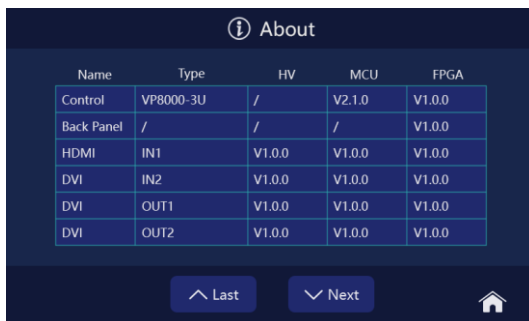 About
Name Type HV MCU FPGA
Control VP8000-3U / V2.1.0 V1.0.0
Back Panel / / / V1.0.0
HDMI IN1 V1.0.0 V1.0.0 V1.0.0
DVI IN2 V1.0.0 V1.0.0 V1.0.0
DVI OUT1 V1.0.0 V1.0.0 V1.0.0
DVI OUT2 V1.0.0 V1.0.0 V1.0.0
Last Next